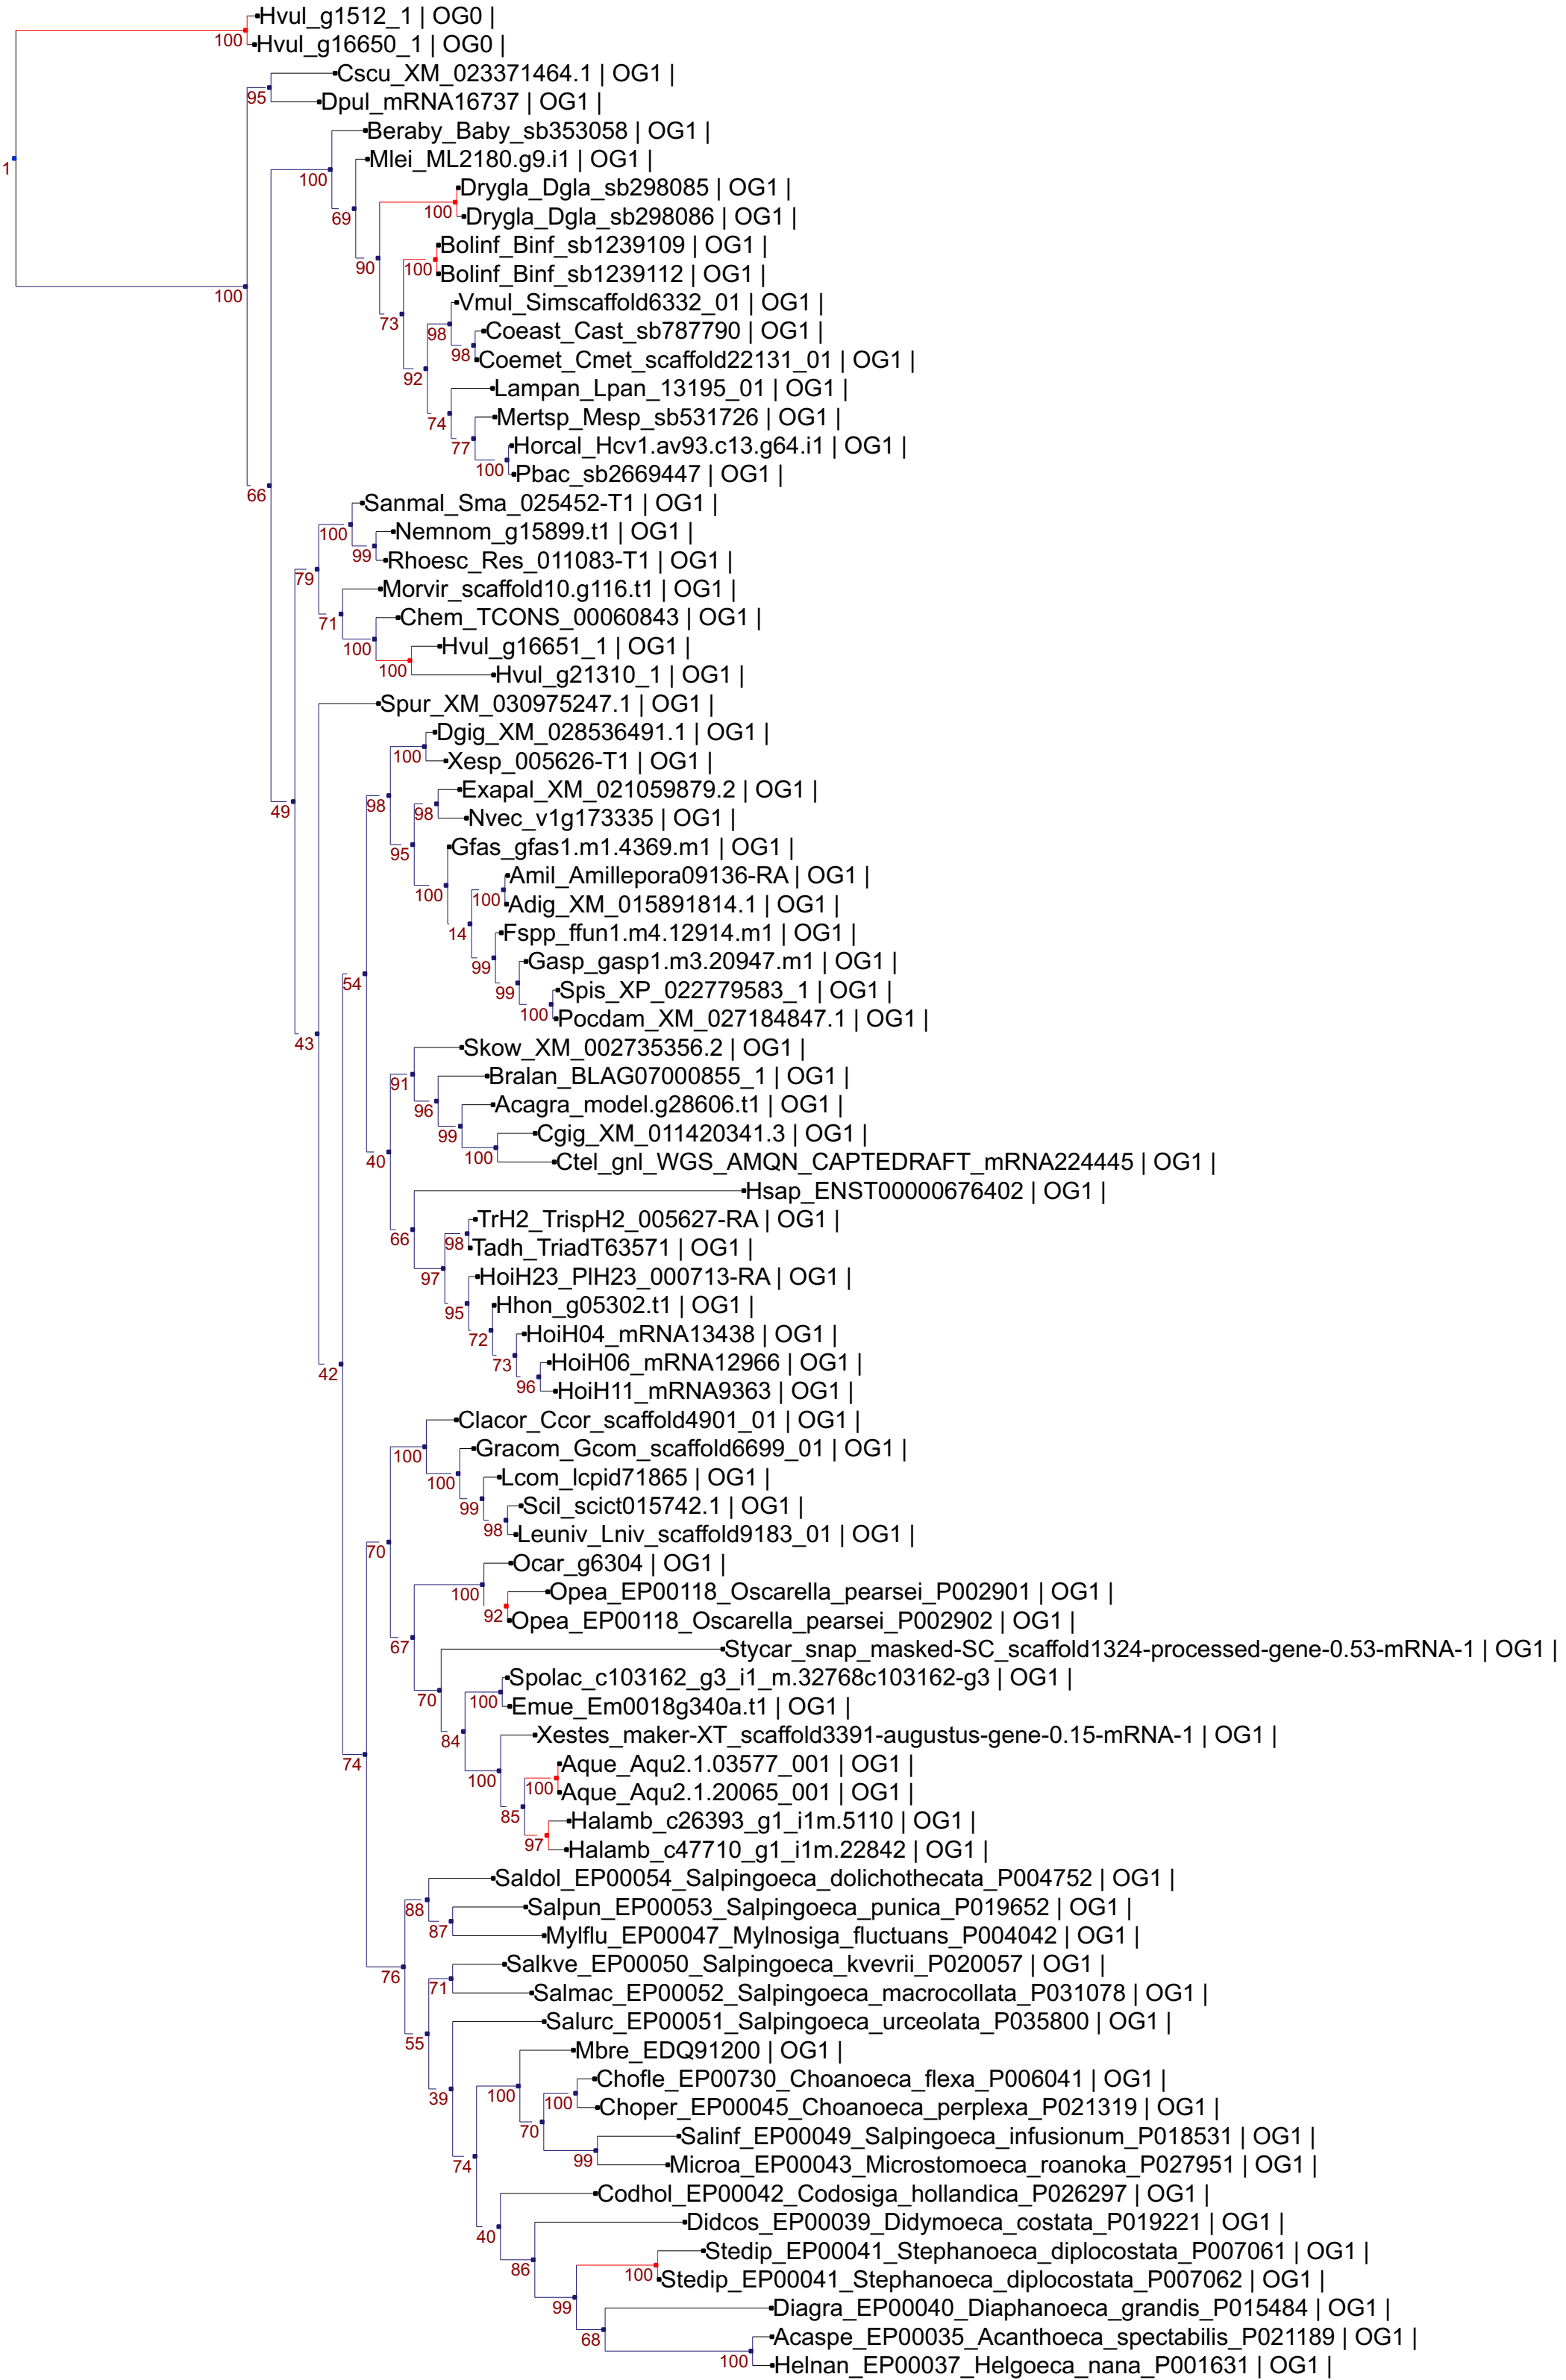 Hvul_g1512_1 | OG0 |
100
Hvul_g16650_1 | OG0 |
Cscu_XM_023371464.1 | OG1 |
95
Dpul_mRNA16737 | OG1 |
Beraby_Baby_sb353058 | OG1 |
Mlei_ML2180.g9.i1 | OG1 |
1
100
Drygla_Dgla_sb298085 | OG1 |
100
69
Drygla_Dgla_sb298086 | OG1 |
Bolinf_Binf_sb1239109 | OG1 |
90
100
Bolinf_Binf_sb1239112 | OG1 |
100
Vmul_Simscaffold6332_01 | OG1 |
73
98
Coeast_Cast_sb787790 | OG1 |
98
Coemet_Cmet_scaffold22131_01 | OG1 |
92
Lampan_Lpan_13195_01 | OG1 |
74
Mertsp_Mesp_sb531726 | OG1 |
77
Horcal_Hcv1.av93.c13.g64.i1 | OG1 |
100
Pbac_sb2669447 | OG1 |
66
Sanmal_Sma_025452-T1 | OG1 |
100
Nemnom_g15899.t1 | OG1 |
99
Rhoesc_Res_011083-T1 | OG1 |
79
Morvir_scaffold10.g116.t1 | OG1 |
71
Chem_TCONS_00060843 | OG1 |
100
Hvul_g16651_1 | OG1 |
100
Hvul_g21310_1 | OG1 |
Spur_XM_030975247.1 | OG1 |
Dgig_XM_028536491.1 | OG1 |
100
Xesp_005626-T1 | OG1 |
Exapal_XM_021059879.2 | OG1 |
49
98
98
Nvec_v1g173335 | OG1 |
Gfas_gfas1.m1.4369.m1 | OG1 |
95
Amil_Amillepora09136-RA | OG1 |
100
100
Adig_XM_015891814.1 | OG1 |
14
Fspp_ffun1.m4.12914.m1 | OG1 |
99
Gasp_gasp1.m3.20947.m1 | OG1 |
54
99
Spis_XP_022779583_1 | OG1 |
100
Pocdam_XM_027184847.1 | OG1 |
43
Skow_XM_002735356.2 | OG1 |
91
Bralan_BLAG07000855_1 | OG1 |
96
Acagra_model.g28606.t1 | OG1 |
99
Cgig_XM_011420341.3 | OG1 |
40
100
Ctel_gnl_WGS_AMQN_CAPTEDRAFT_mRNA224445 | OG1 |
Hsap_ENST00000676402 | OG1 |
TrH2_TrispH2_005627-RA | OG1 |
66
98
Tadh_TriadT63571 | OG1 |
97
HoiH23_PlH23_000713-RA | OG1 |
95
Hhon_g05302.t1 | OG1 |
72
HoiH04_mRNA13438 | OG1 |
73
HoiH06_mRNA12966 | OG1 |
42
96
HoiH11_mRNA9363 | OG1 |
Clacor_Ccor_scaffold4901_01 | OG1 |
100
Gracom_Gcom_scaffold6699_01 | OG1 |
100
Lcom_lcpid71865 | OG1 |
99
Scil_scict015742.1 | OG1 |
98
Leuniv_Lniv_scaffold9183_01 | OG1 |
70
Ocar_g6304 | OG1 |
100
Opea_EP00118_Oscarella_pearsei_P002901 | OG1 |
92
Opea_EP00118_Oscarella_pearsei_P002902 | OG1 |
67
Stycar_snap_masked-SC_scaffold1324-processed-gene-0.53-mRNA-1 | OG1 |
Spolac_c103162_g3_i1_m.32768c103162-g3 | OG1 |
70
100
Emue_Em0018g340a.t1 | OG1 |
84
Xestes_maker-XT_scaffold3391-augustus-gene-0.15-mRNA-1 | OG1 |
74
Aque_Aqu2.1.03577_001 | OG1 |
100
100
Aque_Aqu2.1.20065_001 | OG1 |
85
Halamb_c26393_g1_i1m.5110 | OG1 |
97
Halamb_c47710_g1_i1m.22842 | OG1 |
Saldol_EP00054_Salpingoeca_dolichothecata_P004752 | OG1 |
88
Salpun_EP00053_Salpingoeca_punica_P019652 | OG1 |
87
Mylflu_EP00047_Mylnosiga_fluctuans_P004042 | OG1 |
Salkve_EP00050_Salpingoeca_kvevrii_P020057 | OG1 |
76
71
Salmac_EP00052_Salpingoeca_macrocollata_P031078 | OG1 |
Salurc_EP00051_Salpingoeca_urceolata_P035800 | OG1 |
55
Mbre_EDQ91200 | OG1 |
Chofle_EP00730_Choanoeca_flexa_P006041 | OG1 |
39
100
100
Choper_EP00045_Choanoeca_perplexa_P021319 | OG1 |
70
Salinf_EP00049_Salpingoeca_infusionum_P018531 | OG1 |
74
99
Microa_EP00043_Microstomoeca_roanoka_P027951 | OG1 |
Codhol_EP00042_Codosiga_hollandica_P026297 | OG1 |
40
Didcos_EP00039_Didymoeca_costata_P019221 | OG1 |
Stedip_EP00041_Stephanoeca_diplocostata_P007061 | OG1 |
86
100
Stedip_EP00041_Stephanoeca_diplocostata_P007062 | OG1 |
99
Diagra_EP00040_Diaphanoeca_grandis_P015484 | OG1 |
68
Acaspe_EP00035_Acanthoeca_spectabilis_P021189 | OG1 |
100
Helnan_EP00037_Helgoeca_nana_P001631 | OG1 |